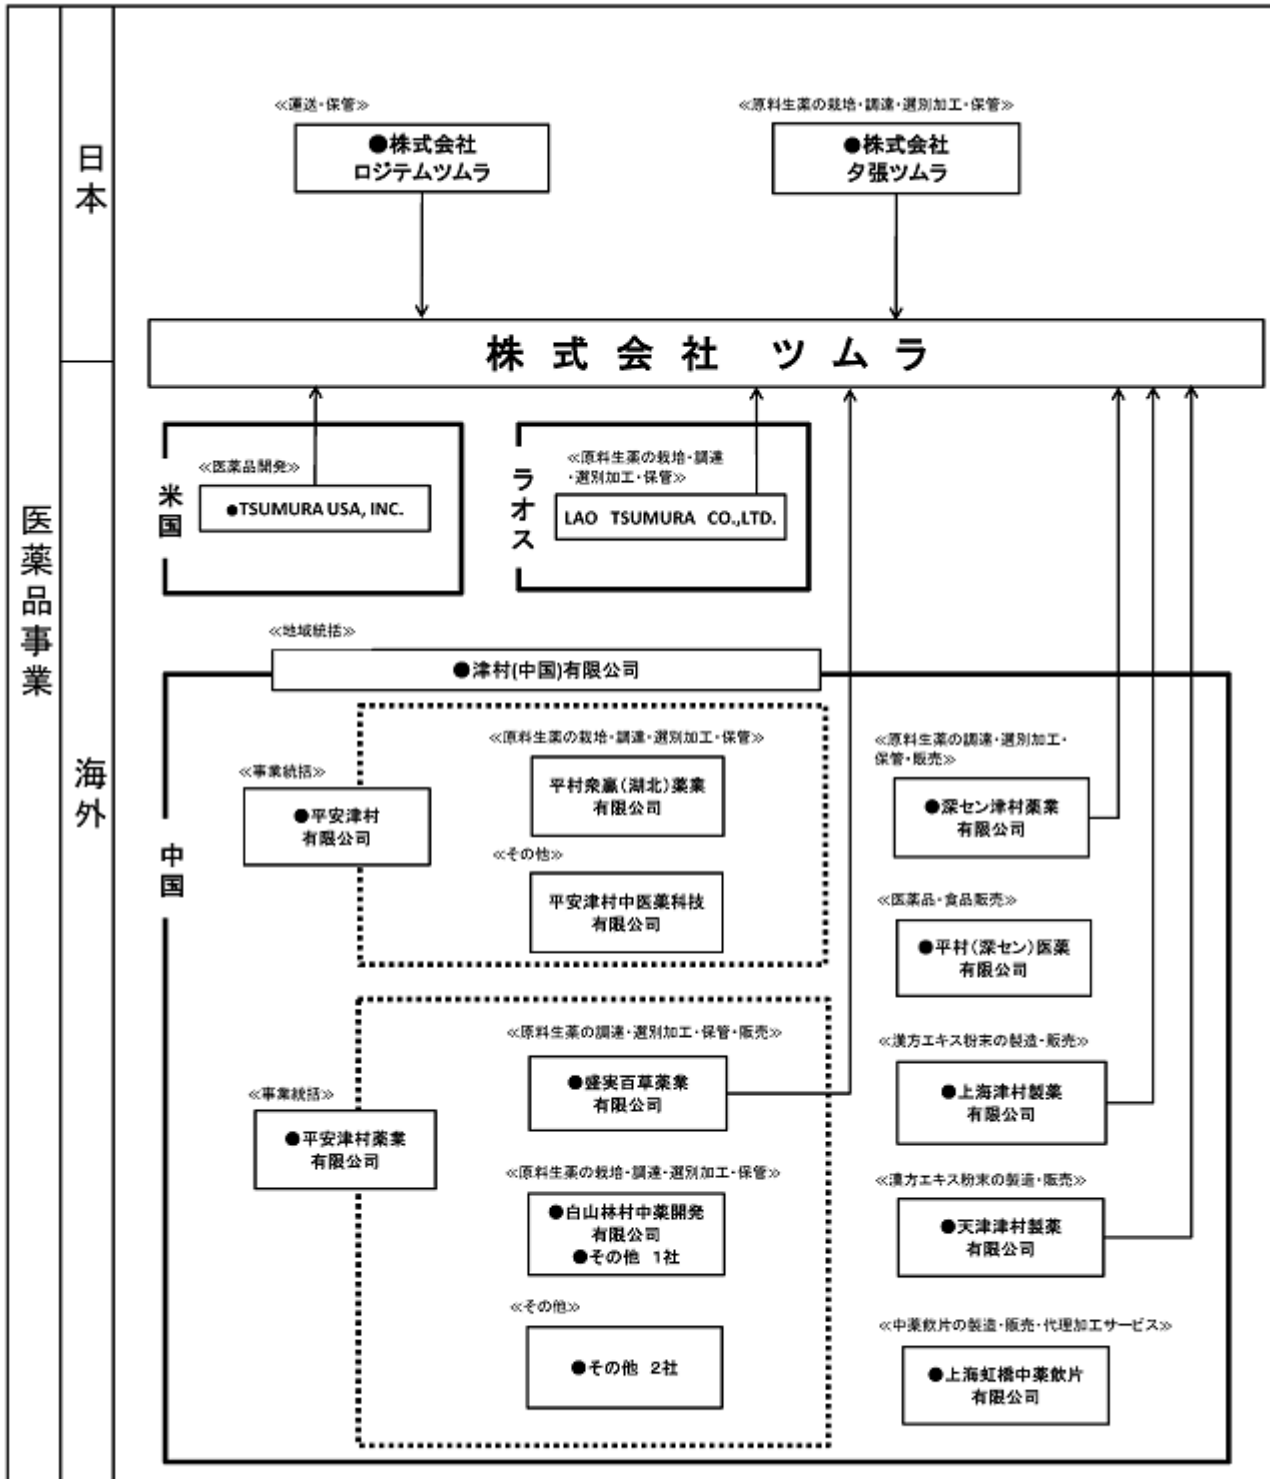 医薬品事業
日本
海外
≪運送・保管≫
●株式会社
ロジテムツムラ
≪原料生薬の栽培・調達・選別加工・保管≫
●株式会社
夕張ツムラ
株式会社 ツムラ
米国
≪医薬品開発≫
●TSUMURA USA, INC.
ラオス
≪原料生薬の栽培・調達
・選別加工・保管≫
LAO TSUMURA CO.,LTD.
中国
≪地域統括≫
●津村(中国)有限公司
≪事業統括≫
●平安津村
有限公司
≪原料生薬の栽培・調達・選別加工・保管≫
平村衆贏(湖北)薬業
有限公司
≪その他≫
平安津村中医薬科技
有限公司
≪事業統括≫
●平安津村薬業
有限公司
≪原料生薬の調達・選別加工・保管・販売≫
●盛実百草薬業
有限公司
≪原料生薬の栽培・調達・選別加工・保管≫
●白山林村中薬開発
有限公司
●その他 1社
≪その他≫
●その他 2社
≪原料生薬の調達・選別加工・
保管・販売≫
●深セン津村薬業
有限公司
≪医薬品・食品販売≫
●平村(深セン)医薬
有限公司
≪漢方エキス粉末の製造・販売≫
●上海津村製薬
有限公司
≪漢方エキス粉末の製造・販売≫
●天津津村製薬
有限公司
≪中薬飲片の製造・販売・代理加工サービス≫
●上海虹橋中薬飲片
有限公司